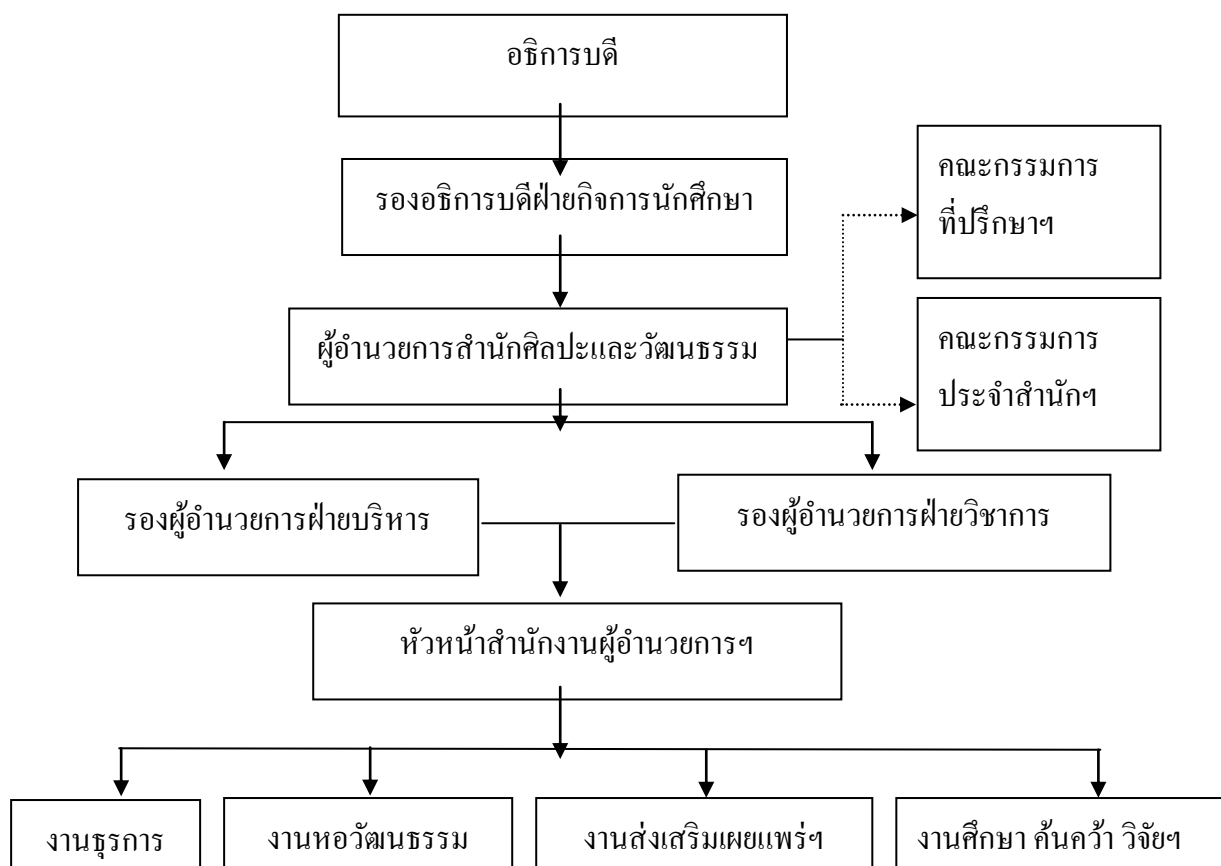 อธิการบดี
รองอธิการบดีฝ่ายกิจการนักศึกษา
คณะกรรมการ
ที่ปรึกษาฯ
ผู้อำนวยการสำนักศิลปะและวัฒนธรรม
คณะกรรมการ
ประจำสำนักฯ
รองผู้อำนวยการฝ่ายบริหาร
รองผู้อำนวยการฝ่ายวิชาการ
หัวหน้าสำนักงานผู้อำนวยการฯ
งานธุรการ
งานหอวัฒนธรรม
งานส่งเสริมเผยแพร่ฯ
งานศึกษา ค้นคว้า วิจัยฯ